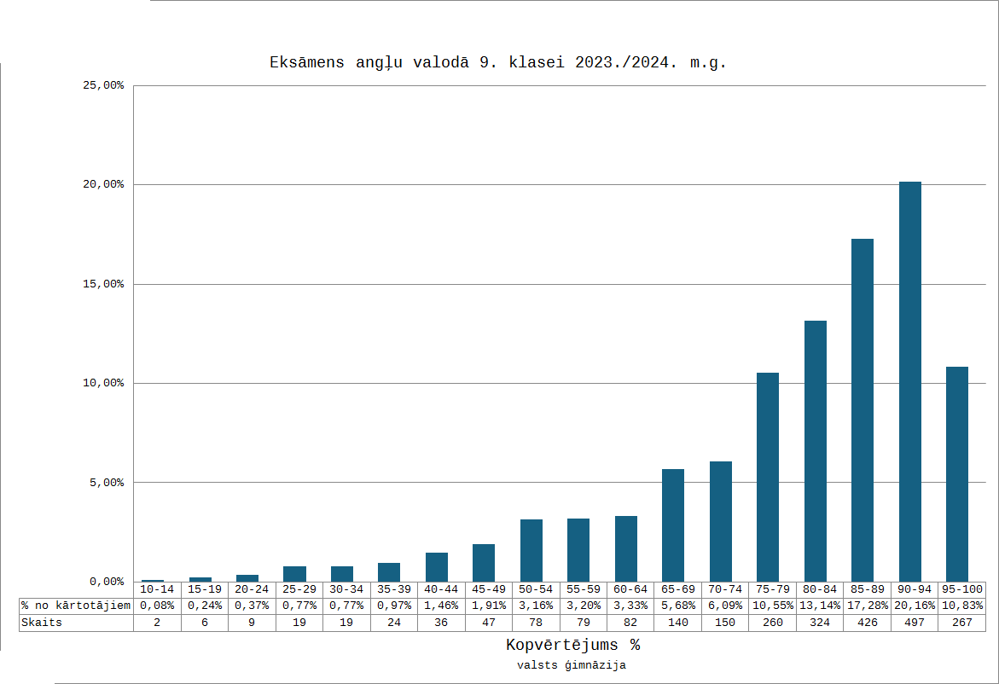 Eksāmens angļu valodā 9. klasei 2023./2024. m.g.
25,00%
20,00%
15,00%
10,00%
5,00%
0,00%
10-14 15-19 20-24 25-29 30-34 35-39 40-44 45-49 50-54 55-59 60-64 65-69 70-74 75-79 80-84 85-89 90-94 95-100
% no kārtotājiem 0,08% 0,24% 0,37% 0,77% 0,77% 0,97% 1,46% 1,91% 3,16% 3,20% 3,33% 5,68% 6,09% 10,55% 13,14% 17,28% 20,16% 10,83%
Skaits 2 6 9 19 19 24 36 47 78 79 82 140 150 260 324 426 497 267
Kopvērtējums %
valsts ģimnāzija